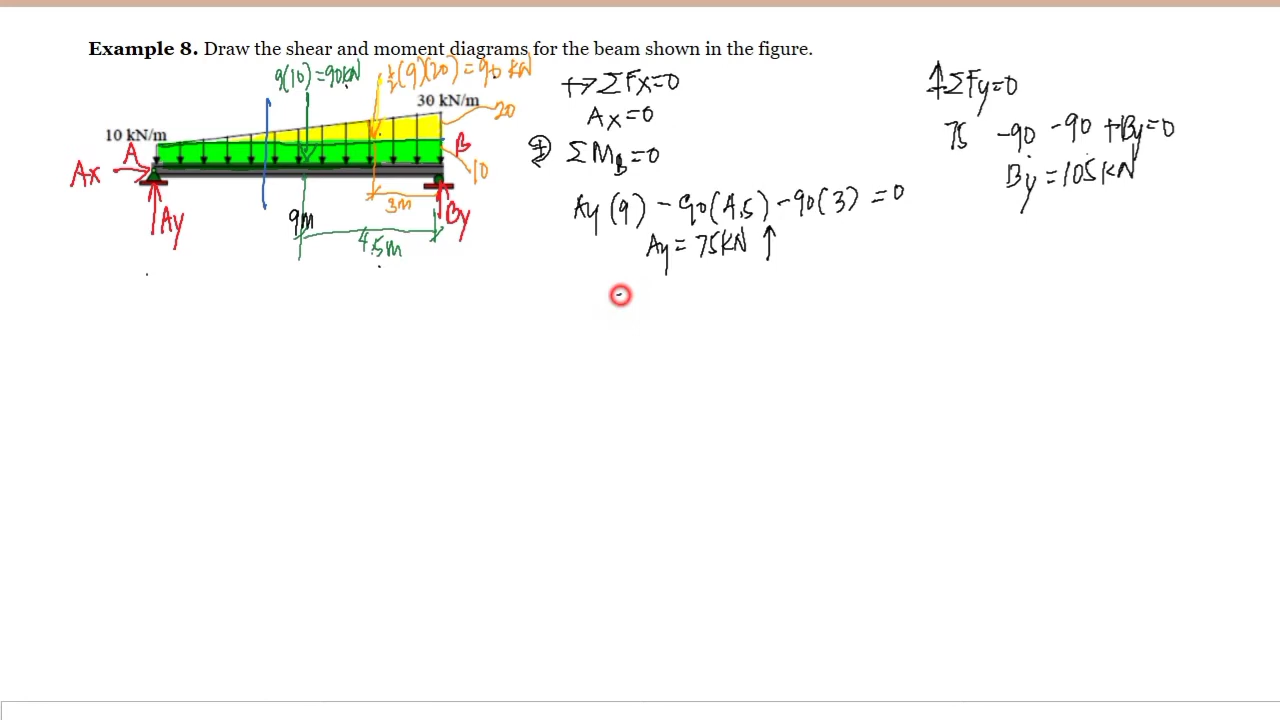 Example 8. Draw the shear and moment diagrams for the beam shown in the figure.
9(10)=90kN
½(9)(20)=90 kN
30 kN/m
20
10 kN/m
A
B
Ax
10
3m
Ay
9m
By
4.5m
+→ ΣFx=0
Ax=0
+ ΣM_B=0
Ay(9) - 90(4.5) - 90(3) = 0
Ay = 75KN ↑
+↑ΣFy=0
75 -90 -90 +By=0
By =105KN